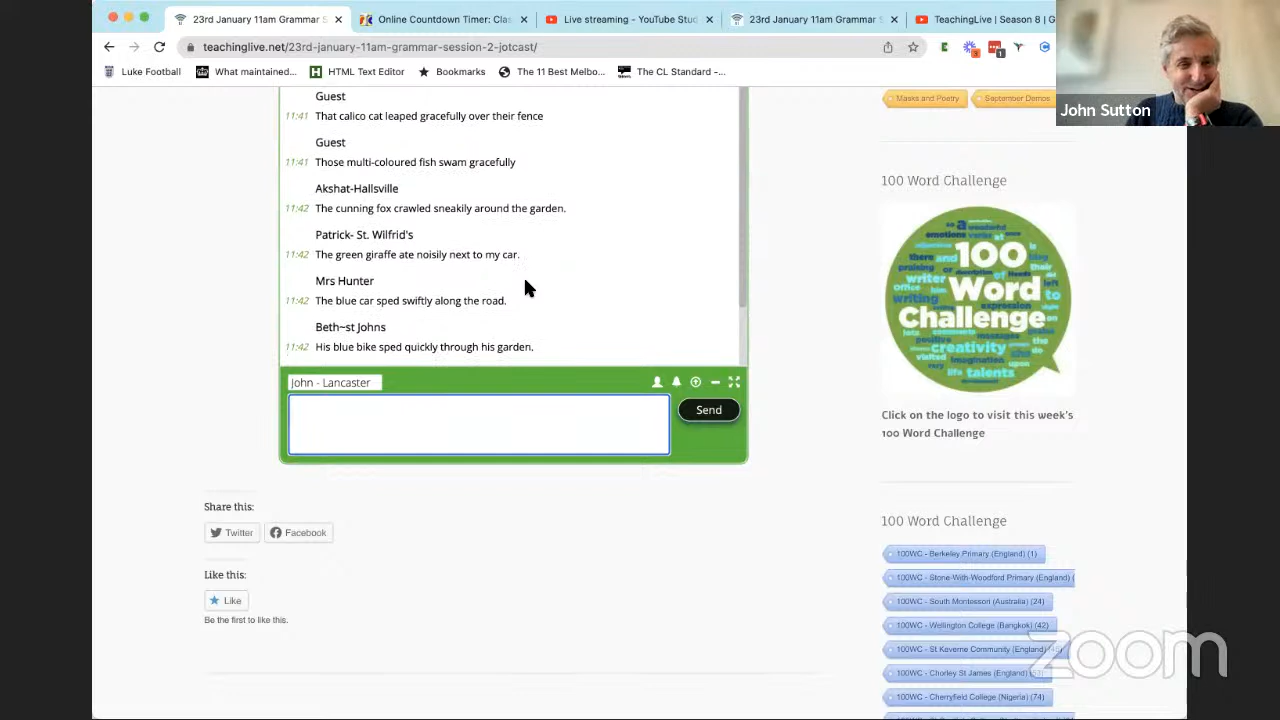 23rd January 11am Grammar S
Online Countdown Timer: Clas
Live streaming - YouTube Stud
23rd January 11am Grammar S
TeachingLive | Season 8 | G
teachinglive.net/23rd-january-11am-grammar-session-2-jotcast/
Luke Football
What maintained...
HTML Text Editor
Bookmarks
The 11 Best Melbo...
The CL Standard -...
John Sutton
Guest
11:41 That calico cat leaped gracefully over their fence
Guest
11:41 Those multi-coloured fish swam gracefully
Akshat-Hallsville
11:42 The cunning fox crawled sneakily around the garden.
Patrick- St. Wilfrid's
11:42 The green giraffe ate noisily next to my car.
Mrs Hunter
11:42 The blue car sped swiftly along the road.
Beth~st Johns
11:42 His blue bike sped quickly through his garden.
John - Lancaster
Send
Share this:
Twitter
Facebook
Like this:
Like
Be the first to like this.
Masks and Poetry
September Demos
100 Word Challenge
100
Word
Challenge
creativity
writing
talents
Click on the logo to visit this week's
100 Word Challenge
100 Word Challenge
100WC - Berkeley Primary (England) (1)
100WC - Stone-With-Woodford Primary (England) (
100WC - South Montessori (Australia) (24)
100WC - Wellington College (Bangkok) (42)
100WC - St Keverne Community (England)
100WC - Chorley St James (England)
100WC - Cherryfield College (Nigeria) (74)
zoom